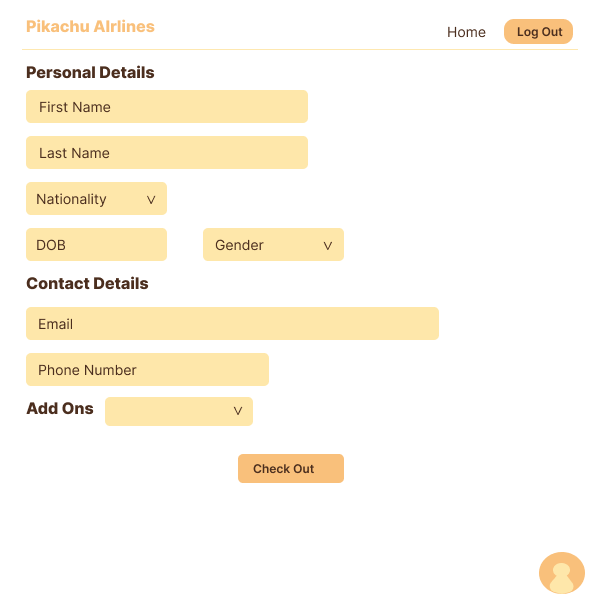 Pikachu AIrlines
Home
Log Out
Personal Details
First Name
Last Name
Nationality V
DOB
Gender V
Contact Details
Email
Phone Number
Add Ons
V
Check Out